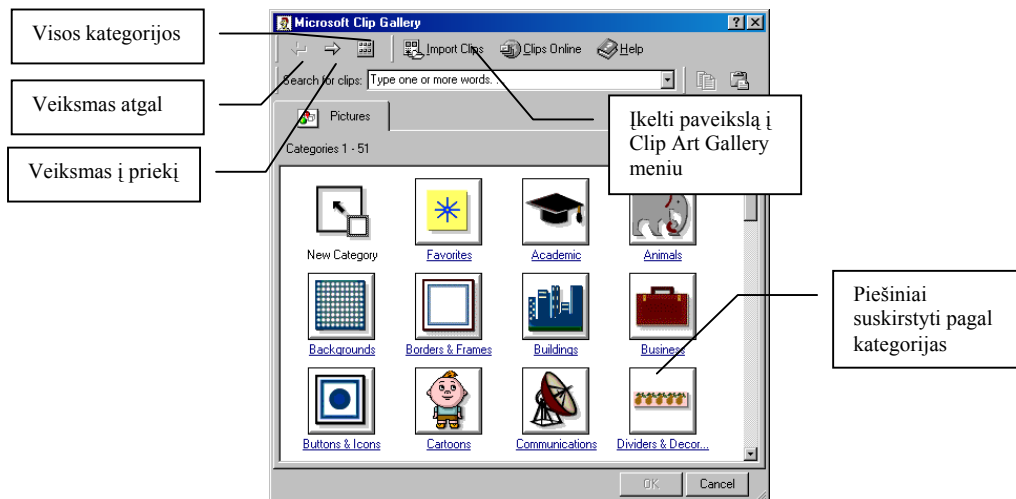 Visos kategorijos
Veiksmas atgal
Veiksmas į priekį
Microsoft Clip Gallery
Import Clips
Clips Online
Help
Search for clips: Type one or more words. . .
Pictures
Categories 1 - 51
Įkelti paveikslą į
Clip Art Gallery
meniu
New Category
Favorites
Academic
Animals
Backgrounds
Borders & Frames
Buildings
Business
Buttons & Icons
Cartoons
Communications
Dividers & Decor...
Piešiniai
suskirstyti pagal
kategorijas
OK
Cancel